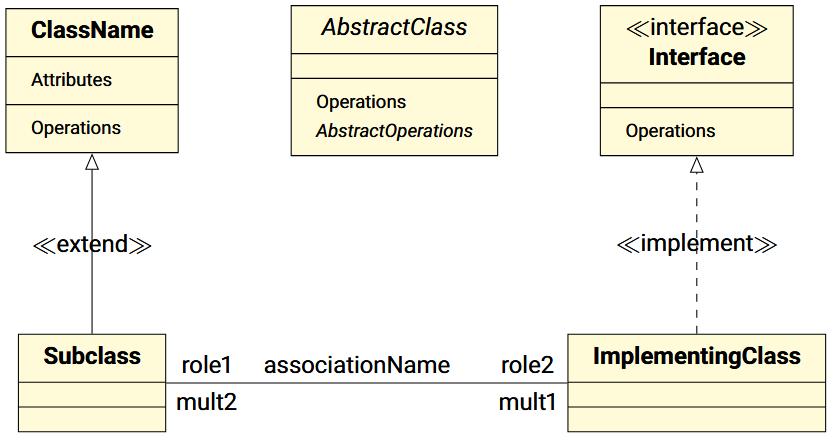 ClassName
Attributes
Operations
AbstractClass
Operations
AbstractOperations
≪interface≫
Interface
Operations
≪extend≫
≪implement≫
Subclass
role1 associationName role2
mult2 mult1
ImplementingClass